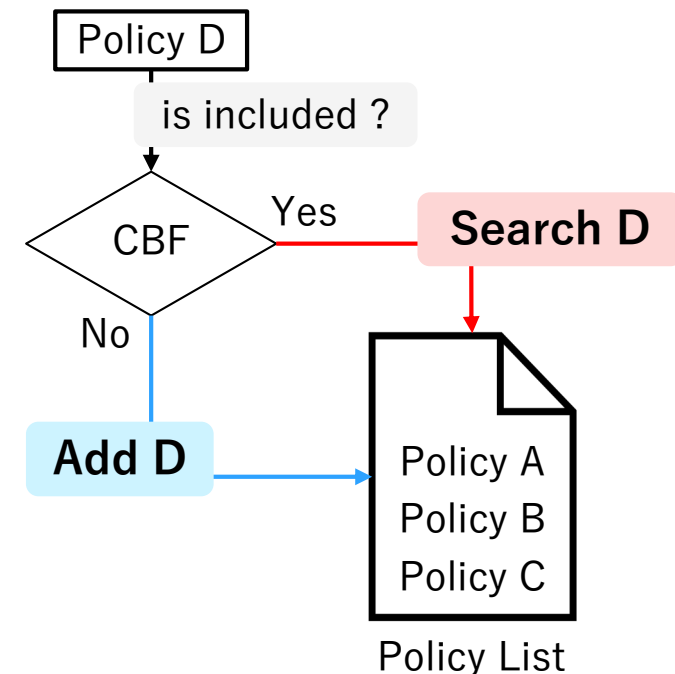 Policy D
is included ?
CBF
Yes
Search D
No
Add D
Policy A
Policy B
Policy C
Policy List